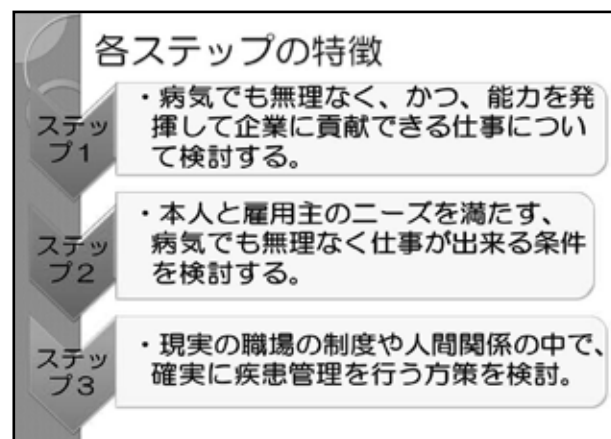 各ステップの特徴
ステッ
プ1
・病気でも無理なく、かつ、能力を発
揮して企業に貢献できる仕事につい
て検討する。
ステッ
プ2
・本人と雇用主のニーズを満たす、
病気でも無理なく仕事が出来る条件
を検討する。
ステッ
プ3
・現実の職場の制度や人間関係の中で、
確実に疾患管理を行う方策を検討。